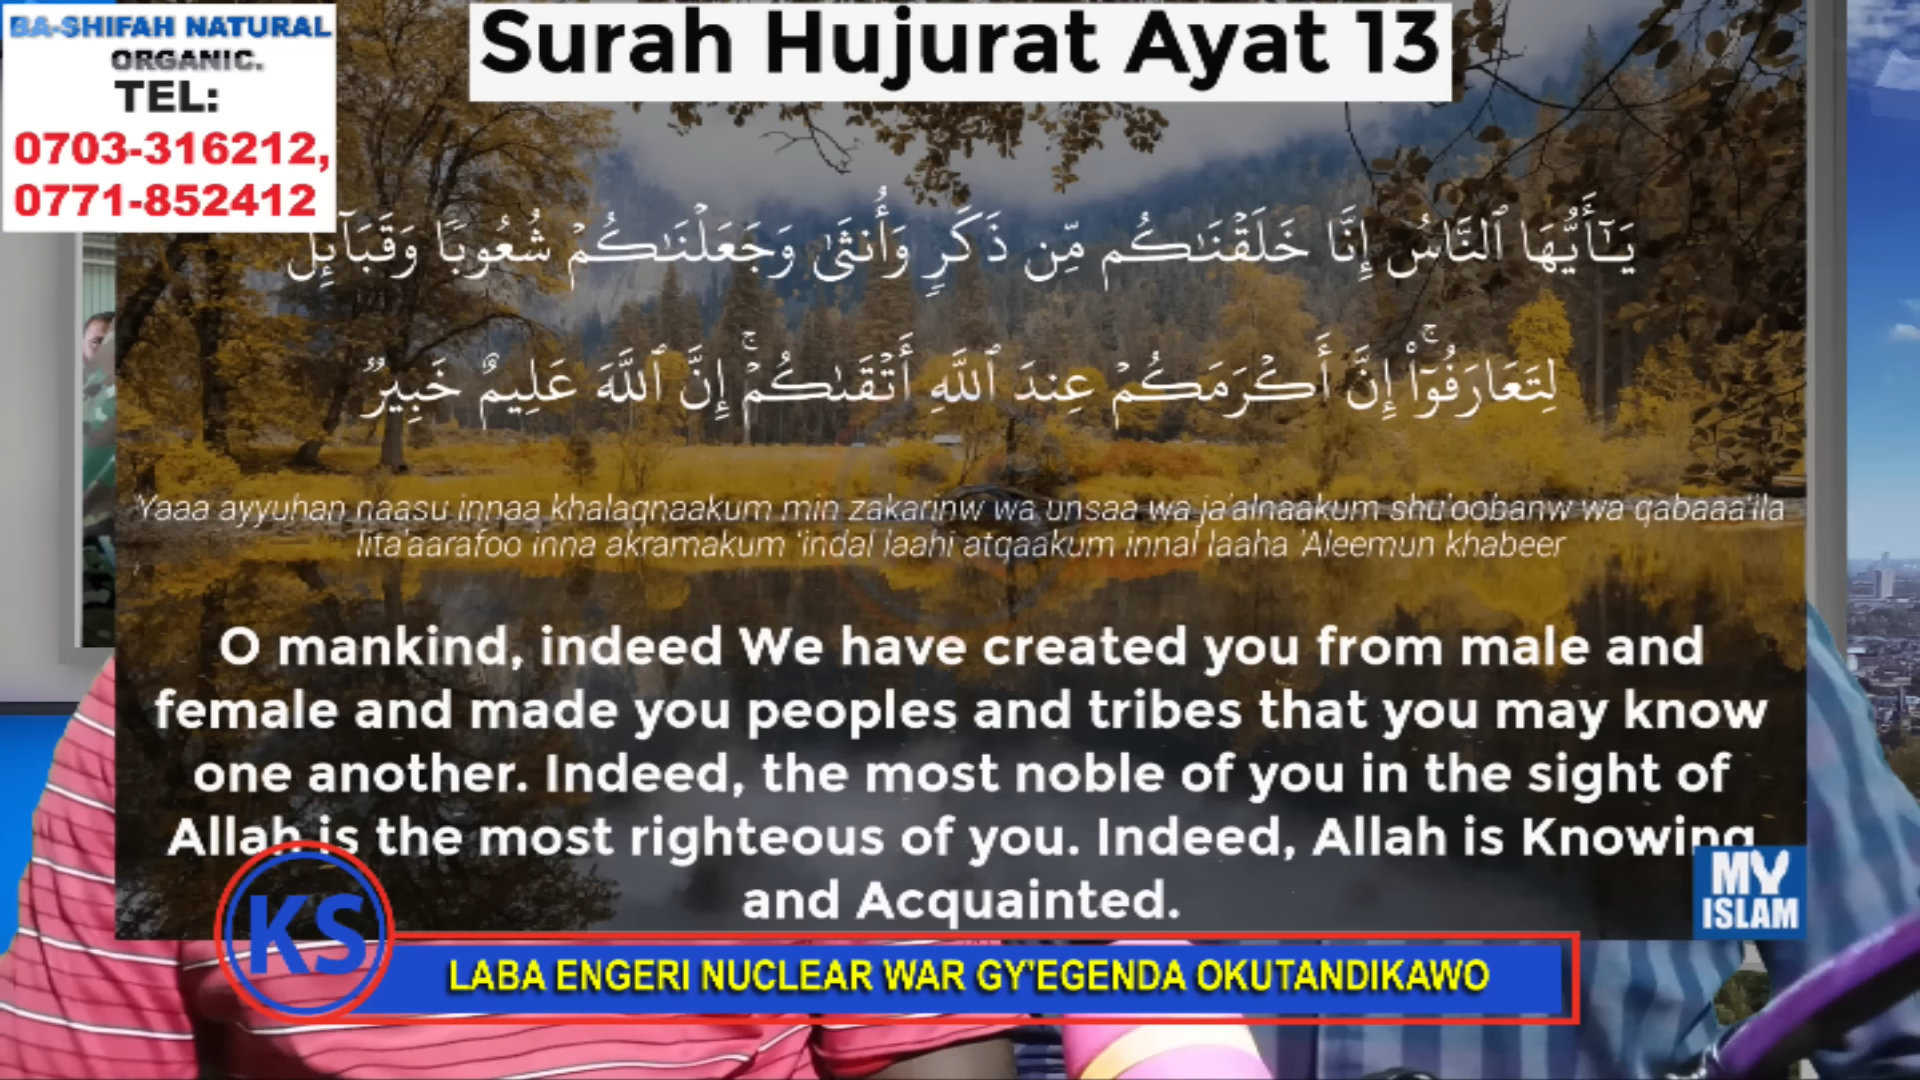 BA-SHIFAH NATURAL
ORGANIC.
TEL:
0703-316212,
0771-852412
Surah Hujurat Ayat 13
يَـٰٓأَيُّهَا ٱلنَّاسُ إِنَّا خَلَقْنَـٰكُم مِّن ذَكَرٍ وَأُنثَىٰ وَجَعَلْنَـٰكُمْ شُعُوبًا وَقَبَآئِلَ
لِتَعَارَفُوٓا۟ ۚ إِنَّ أَكْرَمَكُمْ عِندَ ٱللَّهِ أَتْقَىٰكُمْ ۚ إِنَّ ٱللَّهَ عَلِيمٌ خَبِيرٌ
Yaaa ayyuhan naasu innaa khalaqnaakum min zakarinw wa unsaa wa ja'alnaakum shu'oobanw wa qabaaa'ila
lita'aarafoo inna akramakum 'indal laahi atqaakum innal laaha 'Aleemun khabeer
O mankind, indeed We have created you from male and
female and made you peoples and tribes that you may know
one another. Indeed, the most noble of you in the sight of
Allah is the most righteous of you. Indeed, Allah is Knowing
and Acquainted.
MY
ISLAM
KS
LABA ENGERI NUCLEAR WAR GY'EGENDA OKUTANDIKAWO